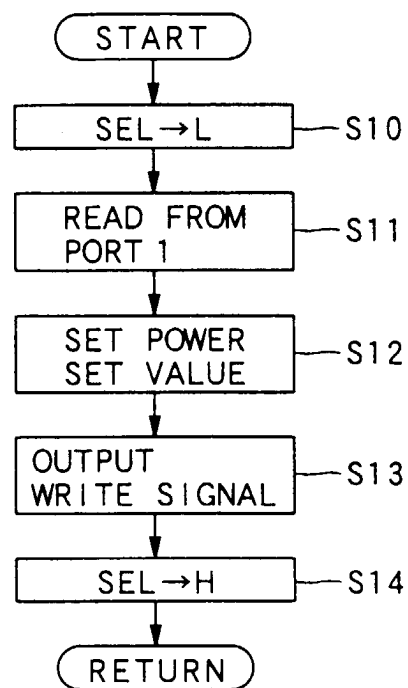 START
SEL→L
S10
READ FROM
PORT 1
S11
SET POWER
SET VALUE
S12
OUTPUT
WRITE SIGNAL
S13
SEL→H
S14
RETURN